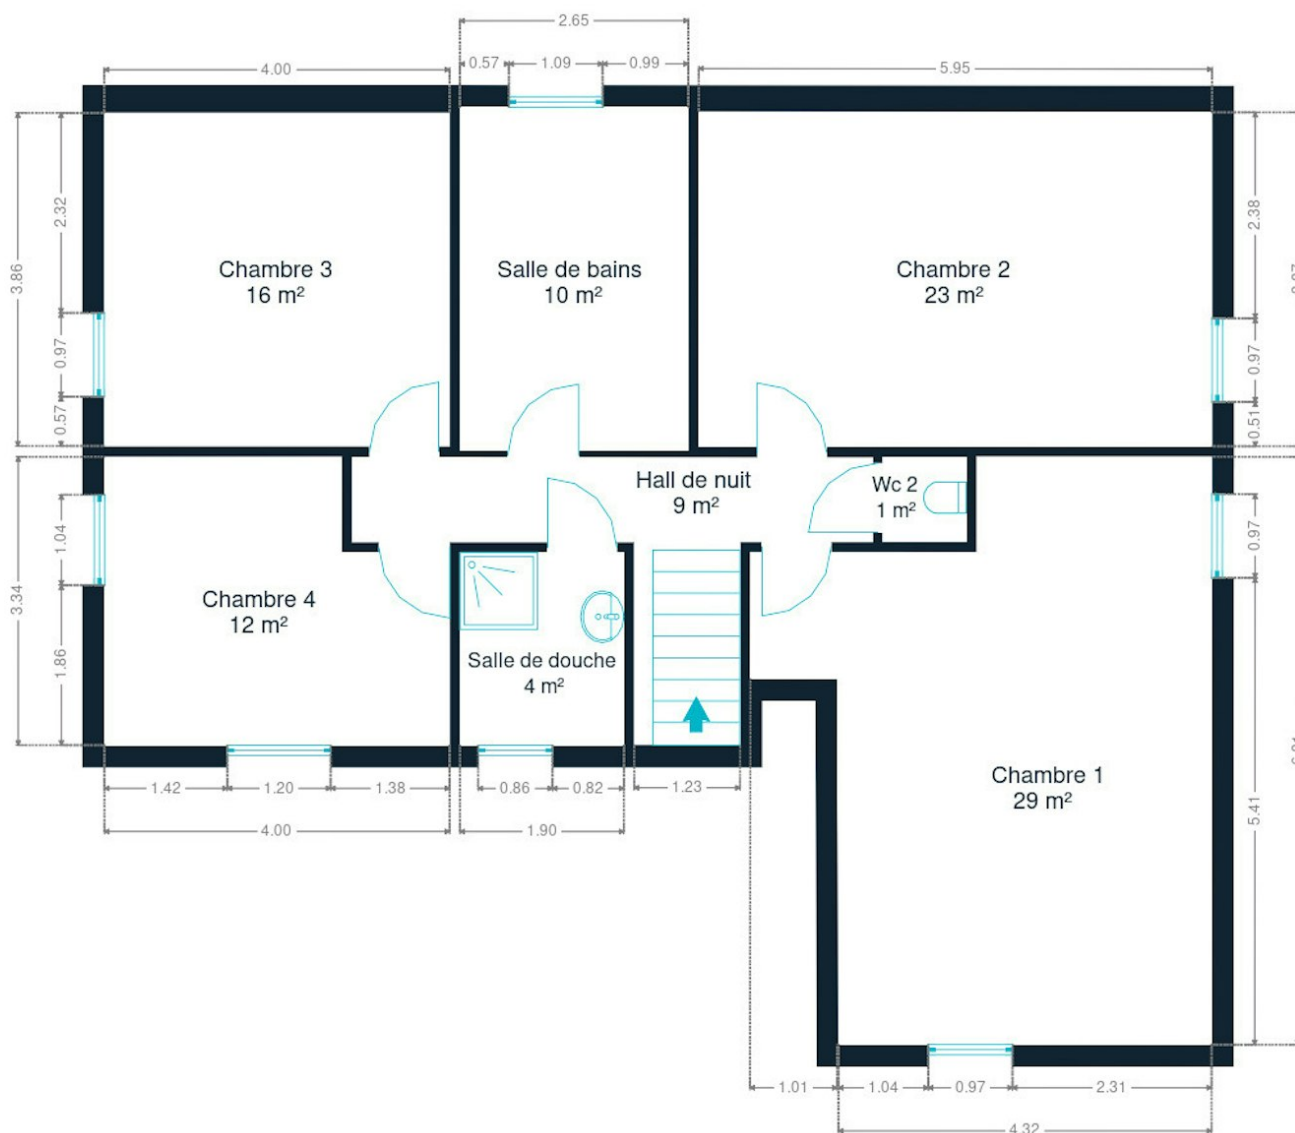 2.65
4.00
0.57
1.09
0.99
5.95
3.86
2.32
0.97
0.57
2.38
0.97
0.51
Chambre 3
16 m²
Salle de bains
10 m²
Chambre 2
23 m²
Hall de nuit
9 m²
Wc 2
1 m²
3.34
1.04
1.86
0.97
5.41
Chambre 4
12 m²
Salle de douche
4 m²
Chambre 1
29 m²
1.42
1.20
1.38
0.86
0.82
1.23
4.00
1.90
1.01
1.04
0.97
2.31
4.32